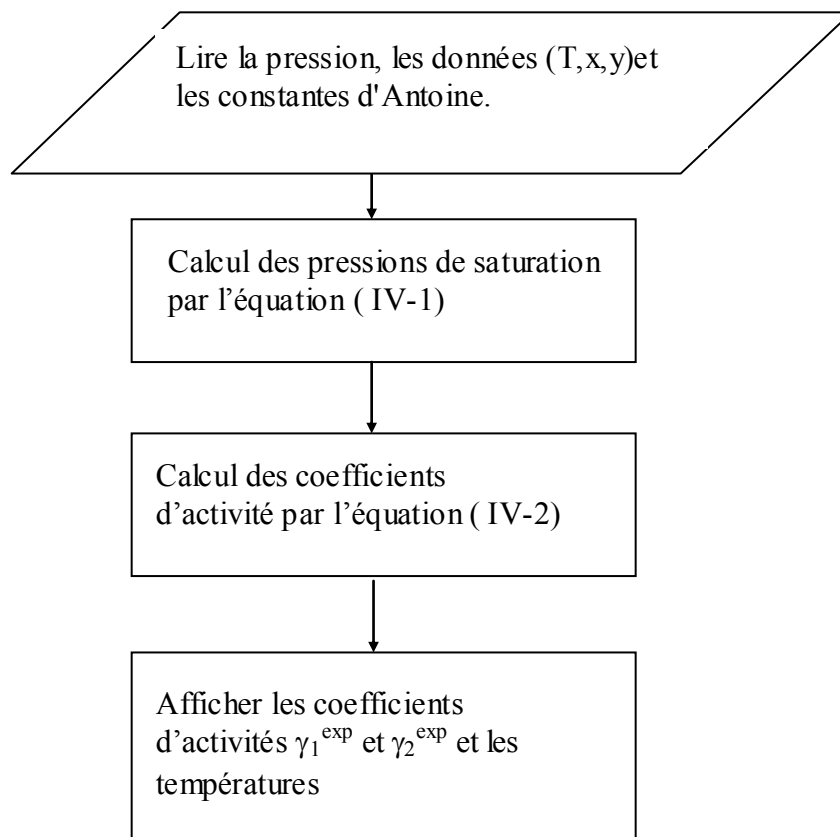 Lire la pression, les données (T,x,y)et
les constantes d'Antoine.
Calcul des pressions de saturation
par l’équation ( IV-1)
Calcul des coefficients
d’activité par l’équation ( IV-2)
Afficher les coefficients
d’activités γ₁ᵉˣᵖ et γ₂ᵉˣᵖ et les
températures